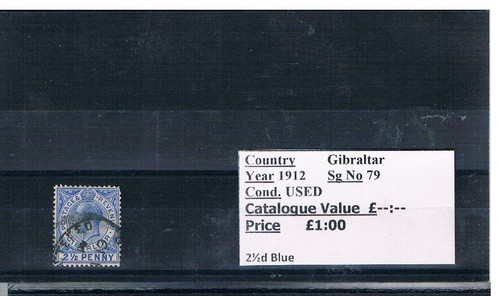 2½ PENNY
Country Gibraltar
Year 1912 Sg No 79
Cond. USED
Catalogue Value £--:--
Price £1:00
2½d Blue